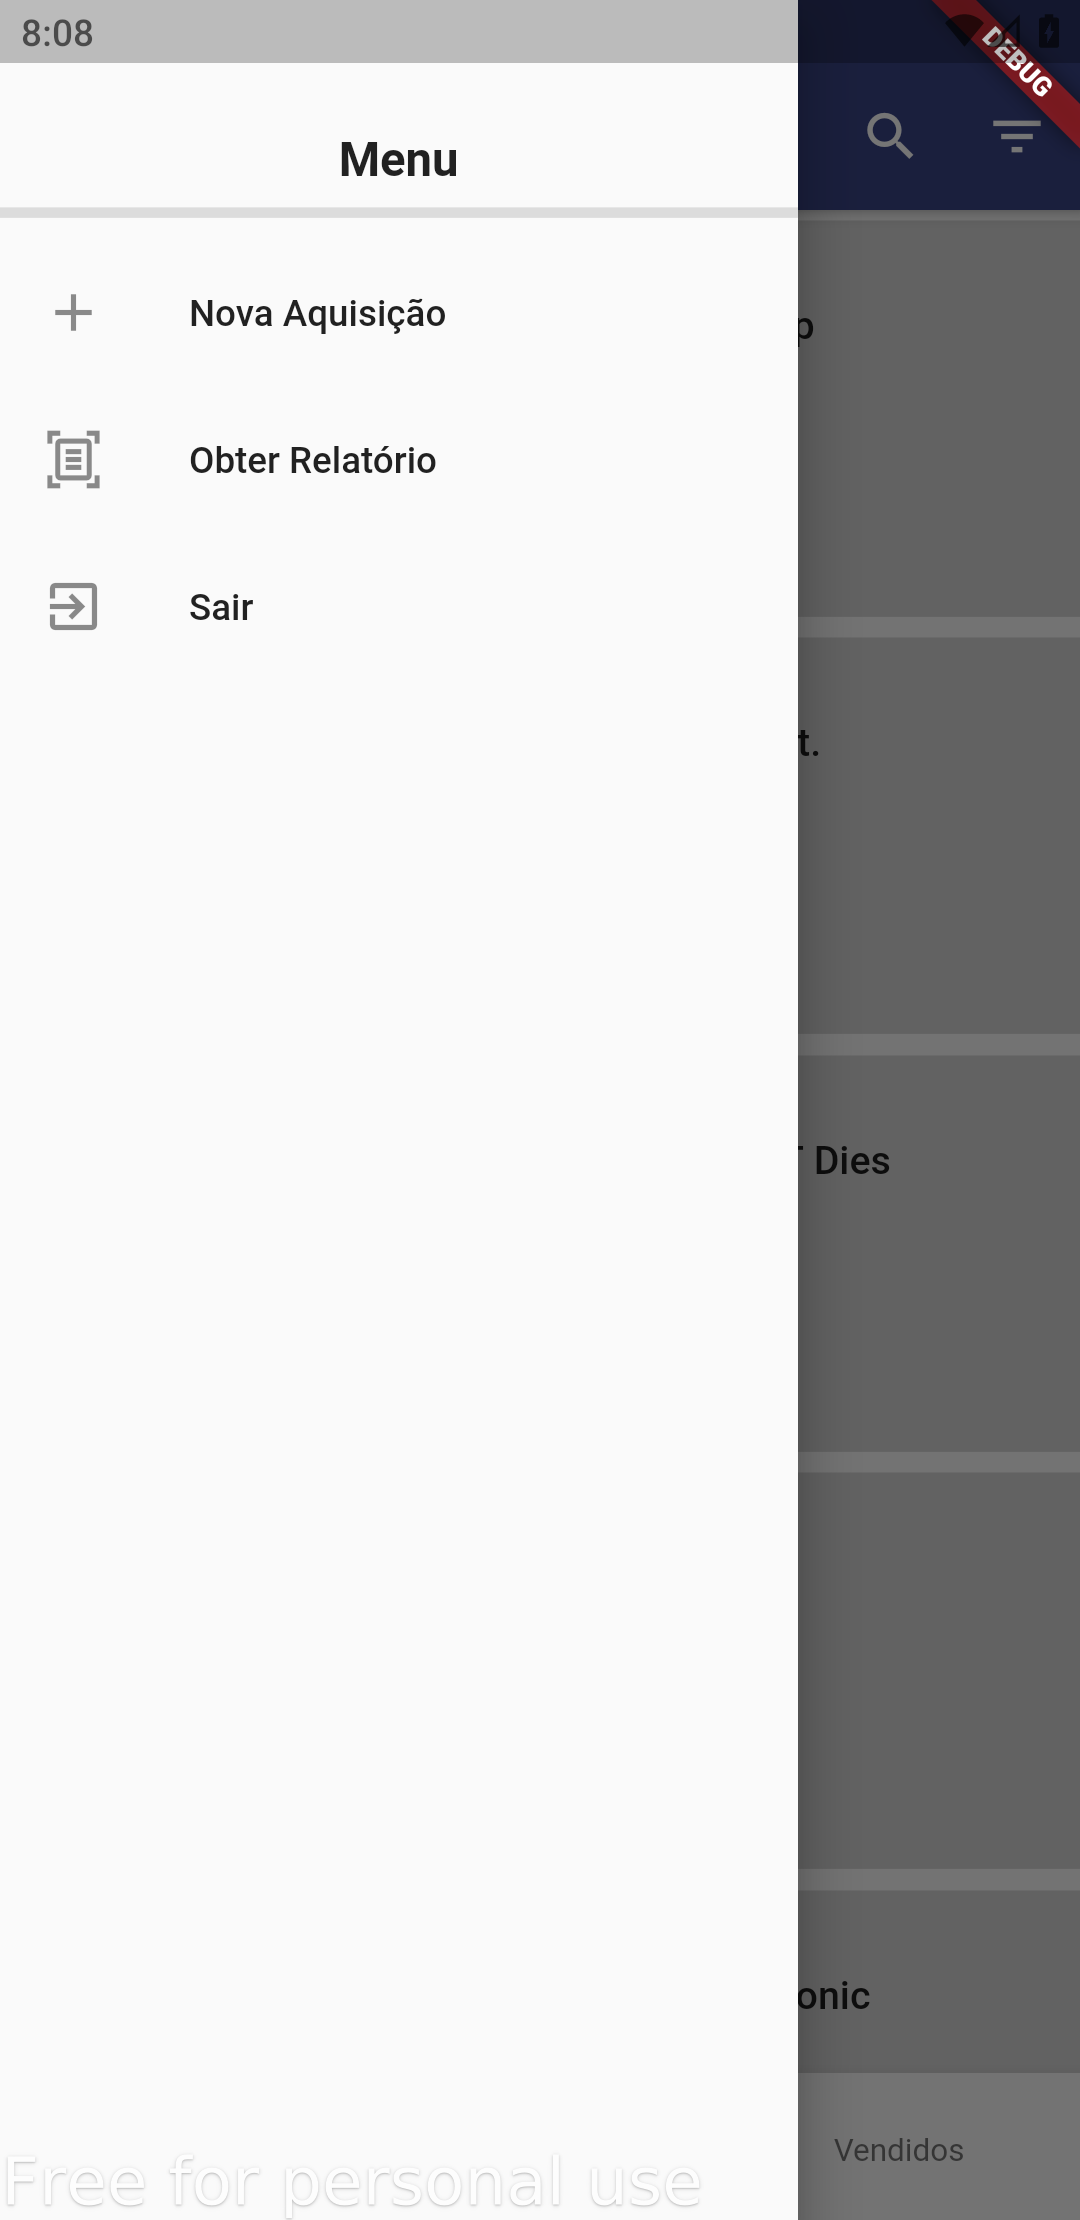 8:08
DEBUG
Menu
Nova Aquisição
Obter Relatório
Sair
p
t.
Dies
onic
Vendidos
Free for personal use